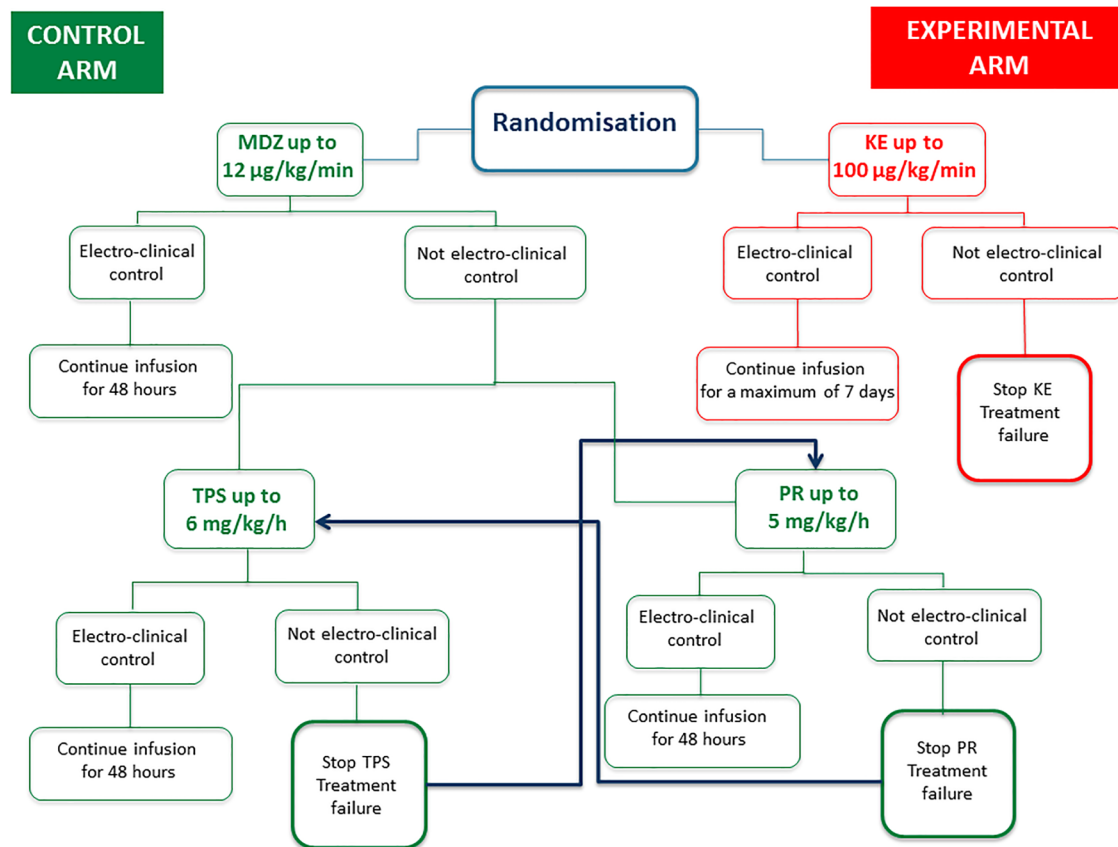 CONTROL
ARM
EXPERIMENTAL
ARM
Randomisation
MDZ up to
12 µg/kg/min
KE up to
100 µg/kg/min
Electro-clinical
control
Not electro-clinical
control
Electro-clinical
control
Not electro-clinical
control
Continue infusion
for 48 hours
Continue infusion
for a maximum of 7 days
Stop KE
Treatment
failure
TPS up to
6 mg/kg/h
PR up to
5 mg/kg/h
Electro-clinical
control
Not electro-clinical
control
Electro-clinical
control
Not electro-clinical
control
Continue infusion
for 48 hours
Stop TPS
Treatment
failure
Continue infusion
for 48 hours
Stop PR
Treatment
failure